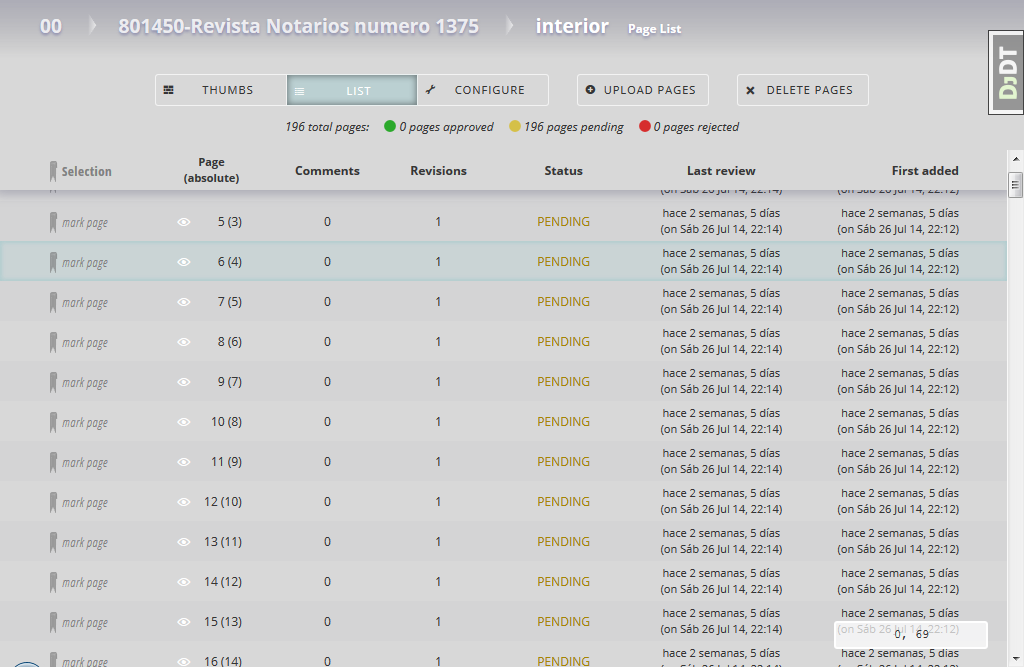 00 801450-Revista Notarios numero 1375 interior Page List
DJDT
THUMBS LIST CONFIGURE UPLOAD PAGES DELETE PAGES
196 total pages: 0 pages approved 196 pages pending 0 pages rejected
Selection Page (absolute) Comments Revisions Status Last review First added
(on Sáb 26 Jul 14, 22:14) (on Sáb 26 Jul 14, 22:12)
mark page 5 (3) 0 1 PENDING hace 2 semanas, 5 días hace 2 semanas, 5 días
(on Sáb 26 Jul 14, 22:14) (on Sáb 26 Jul 14, 22:12)
mark page 6 (4) 0 1 PENDING hace 2 semanas, 5 días hace 2 semanas, 5 días
(on Sáb 26 Jul 14, 22:14) (on Sáb 26 Jul 14, 22:12)
mark page 7 (5) 0 1 PENDING hace 2 semanas, 5 días hace 2 semanas, 5 días
(on Sáb 26 Jul 14, 22:14) (on Sáb 26 Jul 14, 22:12)
mark page 8 (6) 0 1 PENDING hace 2 semanas, 5 días hace 2 semanas, 5 días
(on Sáb 26 Jul 14, 22:14) (on Sáb 26 Jul 14, 22:12)
mark page 9 (7) 0 1 PENDING hace 2 semanas, 5 días hace 2 semanas, 5 días
(on Sáb 26 Jul 14, 22:14) (on Sáb 26 Jul 14, 22:12)
mark page 10 (8) 0 1 PENDING hace 2 semanas, 5 días hace 2 semanas, 5 días
(on Sáb 26 Jul 14, 22:14) (on Sáb 26 Jul 14, 22:12)
mark page 11 (9) 0 1 PENDING hace 2 semanas, 5 días hace 2 semanas, 5 días
(on Sáb 26 Jul 14, 22:14) (on Sáb 26 Jul 14, 22:12)
mark page 12 (10) 0 1 PENDING hace 2 semanas, 5 días hace 2 semanas, 5 días
(on Sáb 26 Jul 14, 22:14) (on Sáb 26 Jul 14, 22:12)
mark page 13 (11) 0 1 PENDING hace 2 semanas, 5 días hace 2 semanas, 5 días
(on Sáb 26 Jul 14, 22:14) (on Sáb 26 Jul 14, 22:12)
mark page 14 (12) 0 1 PENDING hace 2 semanas, 5 días hace 2 semanas, 5 días
(on Sáb 26 Jul 14, 22:14) (on Sáb 26 Jul 14, 22:12)
mark page 15 (13) 0 1 PENDING hace 2 semanas, 5 días hace 2 semanas, 5 días
(on Sáb 26 Jul 14, 22:14) (on Sáb 26 Jul 14, 22:12)
0, 69
mark page 16 (14) 0 1 PENDING hace 2 semanas, 5 días hace 2 semanas, 5 días